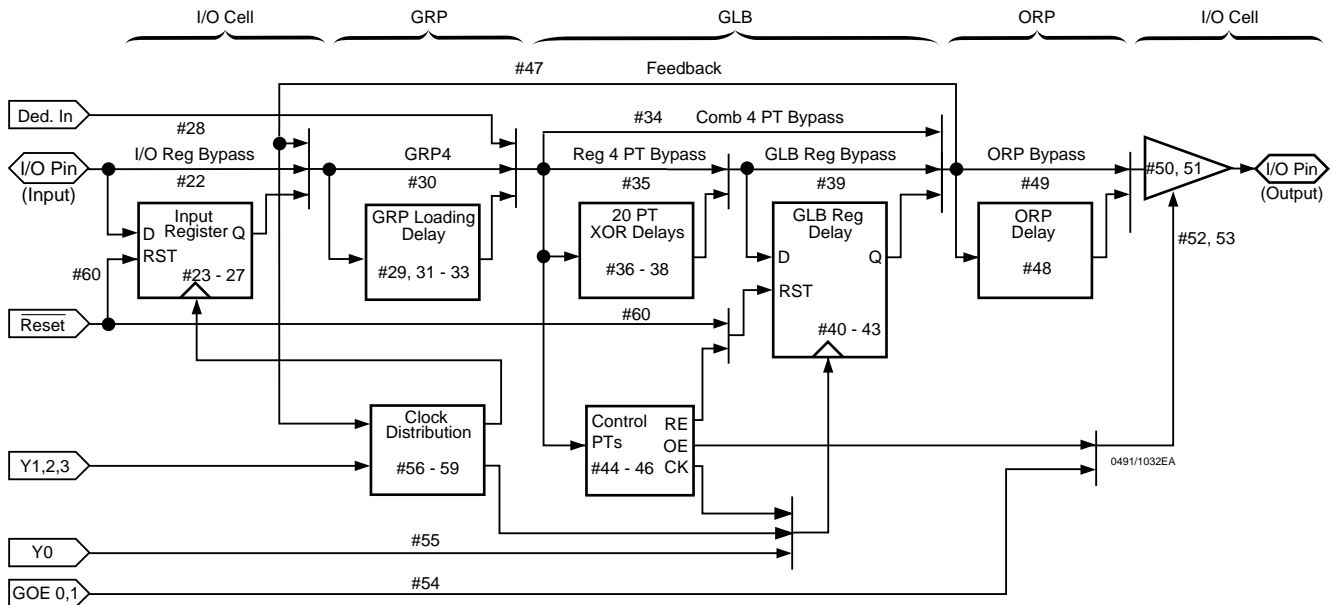 I/O Cell
GRP
GLB
ORP
I/O Cell
#47
Feedback
Ded. In
#28
#34
Comb 4 PT Bypass
I/O Pin
(Input)
I/O Reg Bypass
#22
GRP4
#30
Reg 4 PT Bypass
#35
GLB Reg Bypass
#39
ORP Bypass
#49
#50, 51
I/O Pin
(Output)
Input
Register
D
Q
RST
#23 - 27
#60
GRP Loading
Delay
#29, 31 - 33
20 PT
XOR Delays
#36 - 38
GLB Reg
Delay
D
Q
RST
#40 - 43
ORP
Delay
#48
#52, 53
Reset
#60
Clock
Distribution
#56 - 59
Control
PTs
#44 - 46
RE
OE
CK
0491/1032EA
Y1,2,3
Y0
#55
GOE 0,1
#54